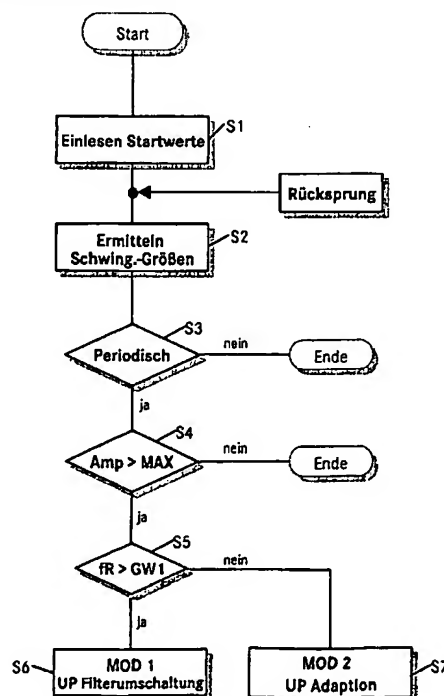 Start
Einlesen Startwerte
S1
Rücksprung
Ermitteln
Schwing.-Größen
S2
S3
Periodisch
nein
Ende
ja
S4
Amp > MAX
nein
Ende
ja
S5
fR > GW1
nein
ja
S6
MOD 1
UP Filterumschaltung
MOD 2
UP Adaption
S7